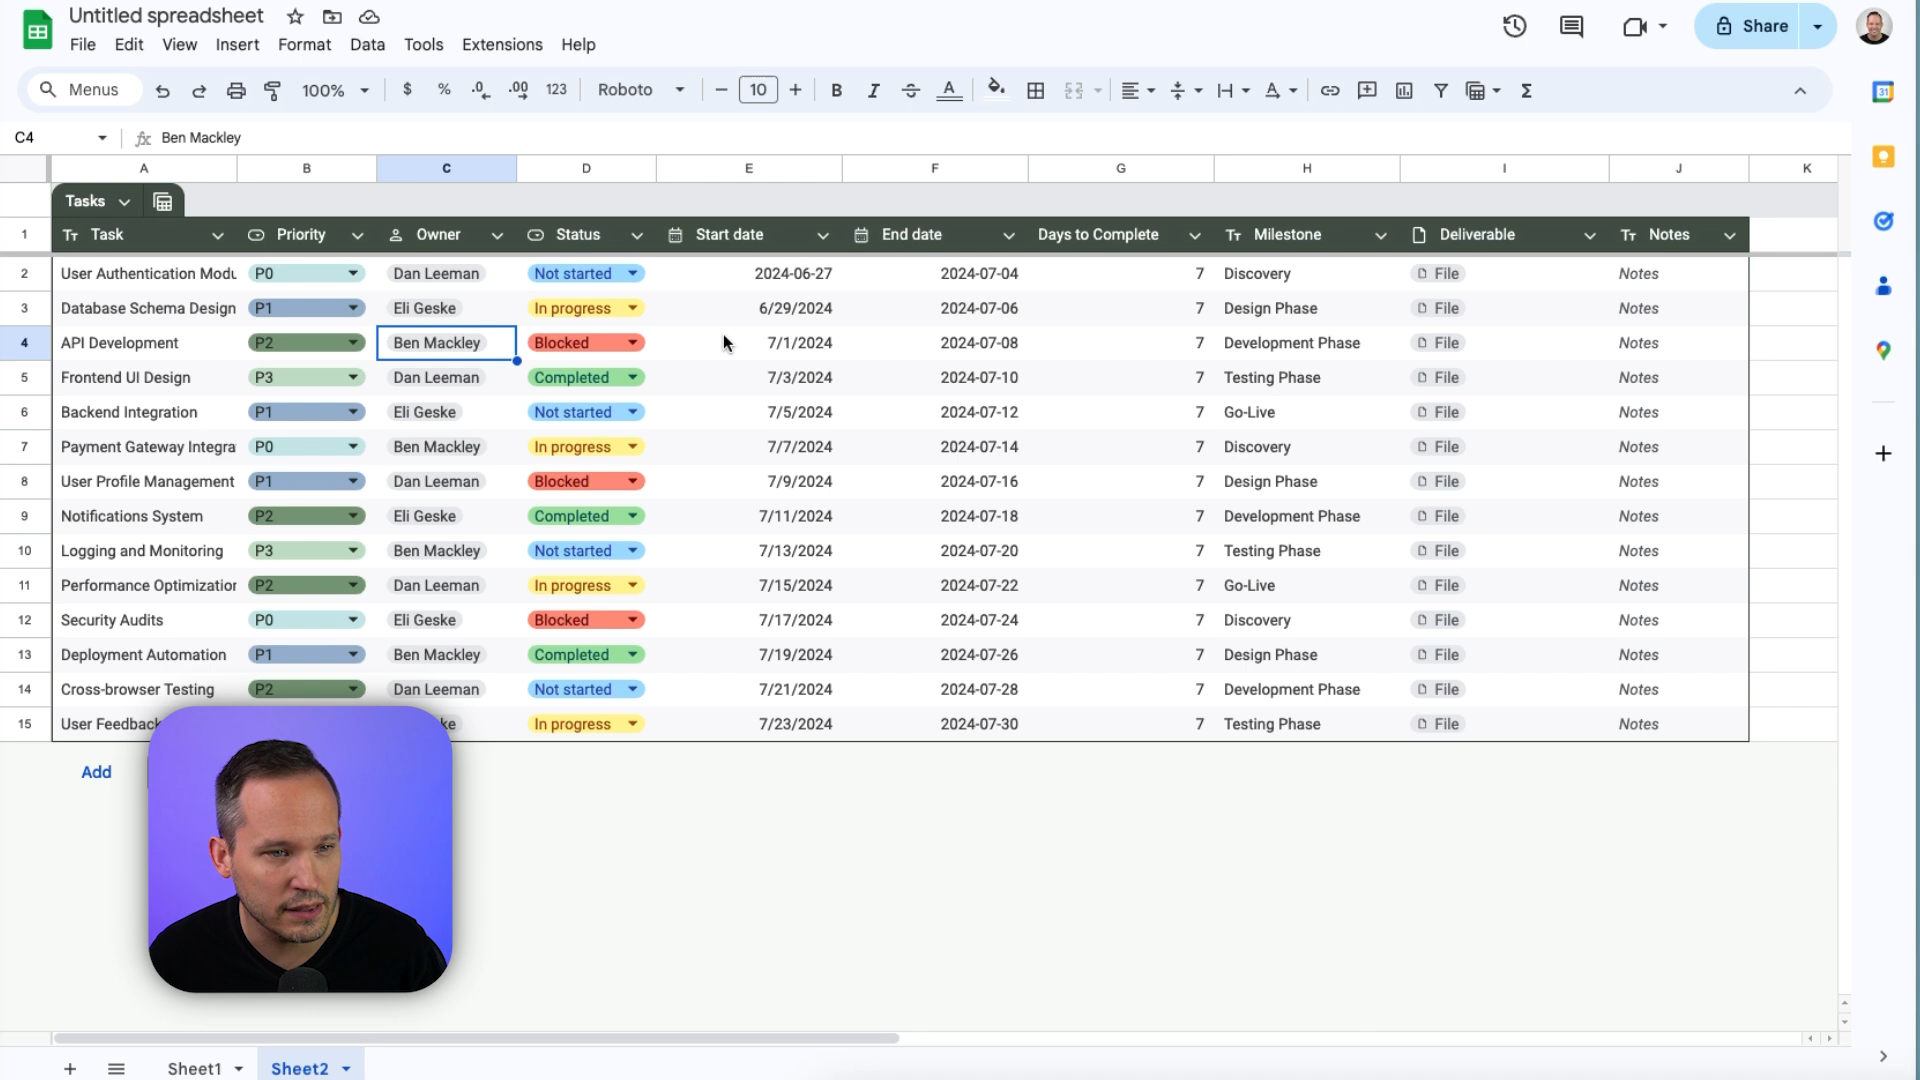 Untitled spreadsheet
File Edit View Insert Format Data Tools Extensions Help
Share
Menus 100% $ % .0 .00 123 Roboto 10 B I A Σ
31
C4 fx Ben Mackley
A B C D E F G H I J K
Tasks
1 Tт Task Priority Owner Status Start date End date Days to Complete Tт Milestone Deliverable Tт Notes
2 User Authentication Modu P0 Dan Leeman Not started 2024-06-27 2024-07-04 7 Discovery File Notes
3 Database Schema Design P1 Eli Geske In progress 6/29/2024 2024-07-06 7 Design Phase File Notes
4 API Development P2 Ben Mackley Blocked 7/1/2024 2024-07-08 7 Development Phase File Notes
5 Frontend UI Design P3 Dan Leeman Completed 7/3/2024 2024-07-10 7 Testing Phase File Notes
6 Backend Integration P1 Eli Geske Not started 7/5/2024 2024-07-12 7 Go-Live File Notes
7 Payment Gateway Integra P0 Ben Mackley In progress 7/7/2024 2024-07-14 7 Discovery File Notes
8 User Profile Management P1 Dan Leeman Blocked 7/9/2024 2024-07-16 7 Design Phase File Notes
9 Notifications System P2 Eli Geske Completed 7/11/2024 2024-07-18 7 Development Phase File Notes
10 Logging and Monitoring P3 Ben Mackley Not started 7/13/2024 2024-07-20 7 Testing Phase File Notes
11 Performance Optimization P2 Dan Leeman In progress 7/15/2024 2024-07-22 7 Go-Live File Notes
12 Security Audits P0 Eli Geske Blocked 7/17/2024 2024-07-24 7 Discovery File Notes
13 Deployment Automation P1 Ben Mackley Completed 7/19/2024 2024-07-26 7 Design Phase File Notes
14 Cross-browser Testing P2 Dan Leeman Not started 7/21/2024 2024-07-28 7 Development Phase File Notes
15 User Feedback ke In progress 7/23/2024 2024-07-30 7 Testing Phase File Notes
Add
Sheet1 Sheet2